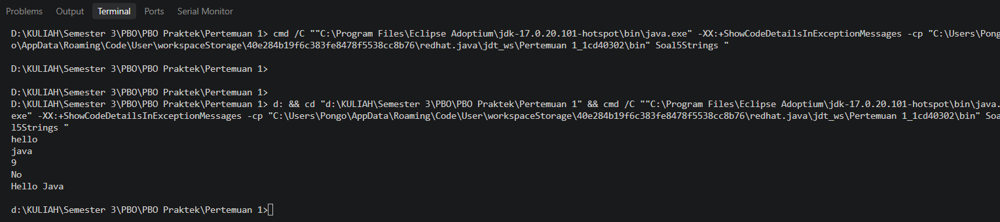 Problems Output Terminal Ports Serial Monitor
D:\KULIAH\Semester 3\PBO\PBO Praktek\Pertemuan 1> cmd /C ""C:\Program Files\Eclipse Adoptium\jdk-17.0.20.101-hotspot\bin\java.exe" -XX:+ShowCodeDetailsInExceptionMessages -cp "C:\Users\Pong
o\AppData\Roaming\Code\User\workspaceStorage\40e284b19f6c383fe8478f5538cc8b76\redhat.java\jdt_ws\Pertemuan 1_1cd40302\bin" Soal5Strings "
D:\KULIAH\Semester 3\PBO\PBO Praktek\Pertemuan 1>
D:\KULIAH\Semester 3\PBO\PBO Praktek\Pertemuan 1>
D:\KULIAH\Semester 3\PBO\PBO Praktek\Pertemuan 1> d: && cd "d:\KULIAH\Semester 3\PBO\PBO Praktek\Pertemuan 1" && cmd /C ""C:\Program Files\Eclipse Adoptium\jdk-17.0.20.101-hotspot\bin\java.
exe" -XX:+ShowCodeDetailsInExceptionMessages -cp "C:\Users\Pongo\AppData\Roaming\Code\User\workspaceStorage\40e284b19f6c383fe8478f5538cc8b76\redhat.java\jdt_ws\Pertemuan 1_1cd40302\bin" Soa
l5Strings "
hello
java
9
No
Hello Java
d:\KULIAH\Semester 3\PBO\PBO Praktek\Pertemuan 1>